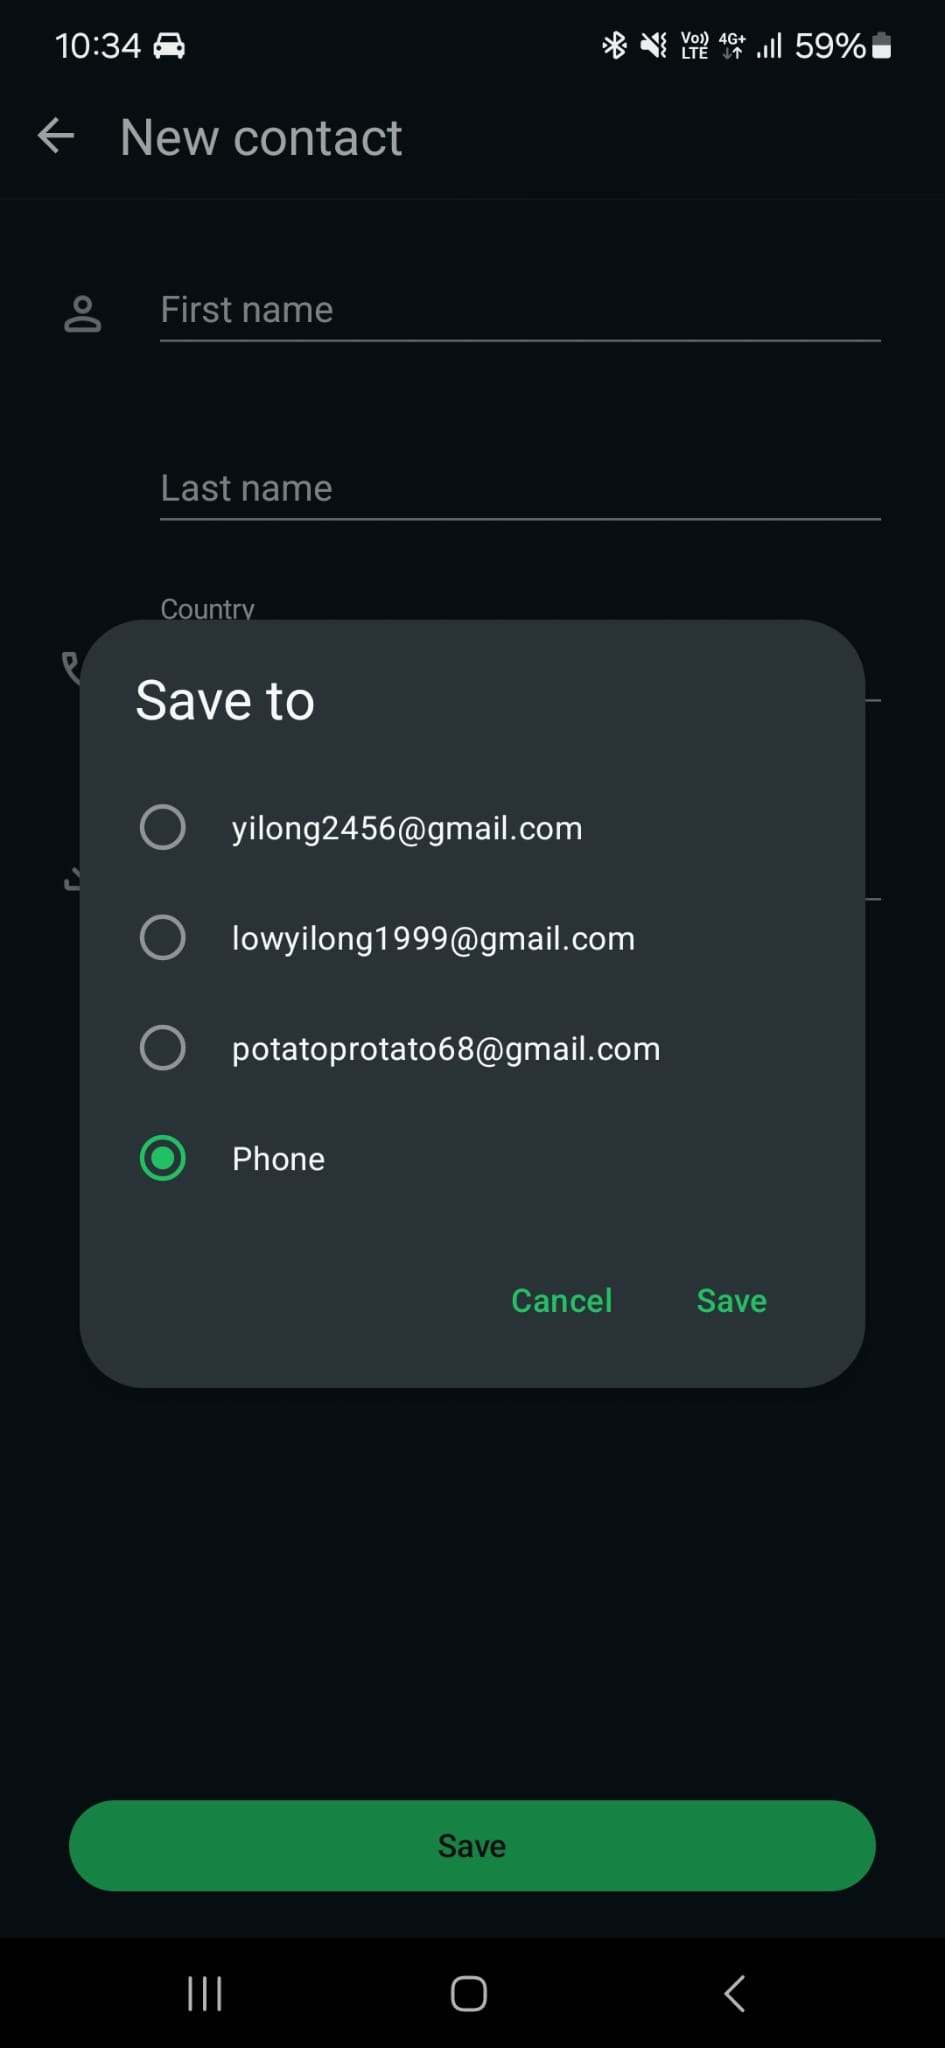 10:34 Vo)) LTE 4G+ 59%
New contact
First name
Last name
Country
Save to
yilong2456@gmail.com
lowyilong1999@gmail.com
potatoprotato68@gmail.com
Phone
Cancel Save
Save